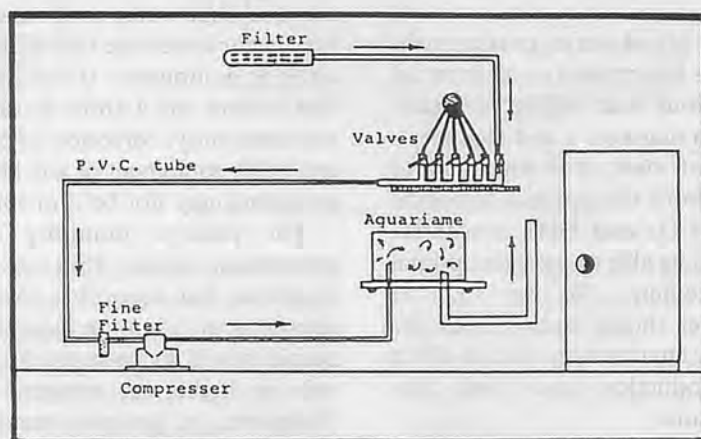 Filter
Valves
P.V.C. tube
Aquariame
Fine
Filter
Compresser